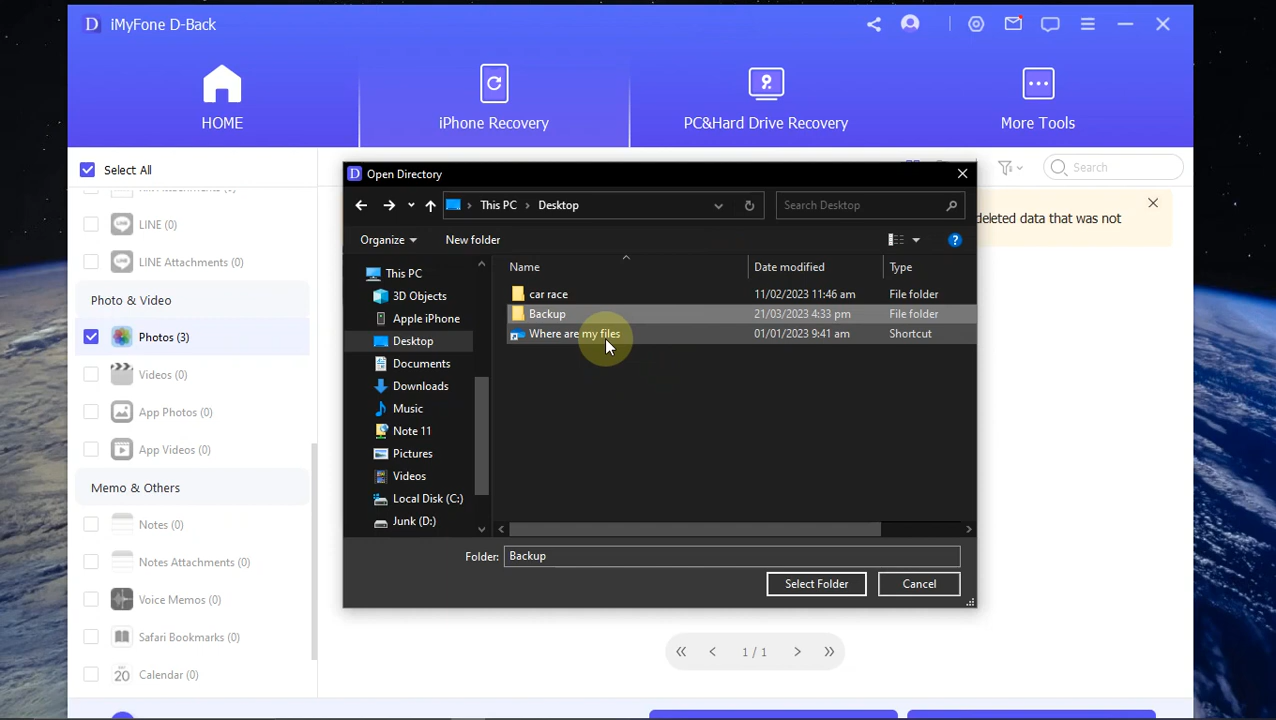 D iMyFone D-Back
HOME
iPhone Recovery
PC&Hard Drive Recovery
More Tools
Select All
LINE (0)
LINE Attachments (0)
Photo & Video
Photos (3)
Videos (0)
App Photos (0)
App Videos (0)
Memo & Others
Notes (0)
Notes Attachments (0)
Voice Memos (0)
Safari Bookmarks (0)
20 Calendar (0)
Search
deleted data that was not
D Open Directory
This PC › Desktop
Search Desktop
Organize
New folder
?
Name Date modified Type
car race 11/02/2023 11:46 am File folder
Backup 21/03/2023 4:33 pm File folder
Where are my files 01/01/2023 9:41 am Shortcut
This PC
3D Objects
Apple iPhone
Desktop
Documents
Downloads
Music
Note 11
Pictures
Videos
Local Disk (C:)
Junk (D:)
Folder: Backup
Select Folder
Cancel
1 / 1